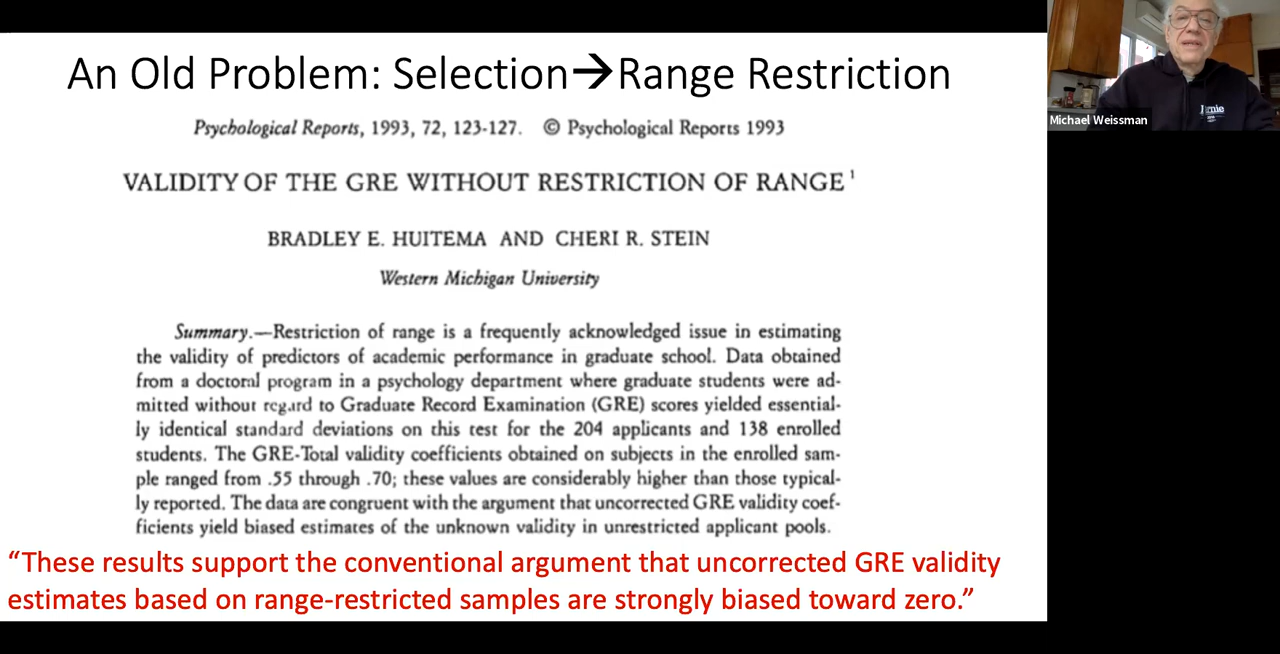 An Old Problem: Selection→Range Restriction
Psychological Reports, 1993, 72, 123-127. © Psychological Reports 1993
VALIDITY OF THE GRE WITHOUT RESTRICTION OF RANGE¹
BRADLEY E. HUITEMA AND CHERI R. STEIN
Western Michigan University
Summary.—Restriction of range is a frequently acknowledged issue in estimating
the validity of predictors of academic performance in graduate school. Data obtained
from a doctoral program in a psychology department where graduate students were ad-
mitted without regard to Graduate Record Examination (GRE) scores yielded essential-
ly identical standard deviations on this test for the 204 applicants and 138 enrolled
students. The GRE-Total validity coefficients obtained on subjects in the enrolled sam-
ple ranged from .55 through .70; these values are considerably higher than those typical-
ly reported. The data are congruent with the argument that uncorrected GRE validity coef-
ficients yield biased estimates of the unknown validity in unrestricted applicant pools.
“These results support the conventional argument that uncorrected GRE validity
estimates based on range-restricted samples are strongly biased toward zero.”
Michael Weissman